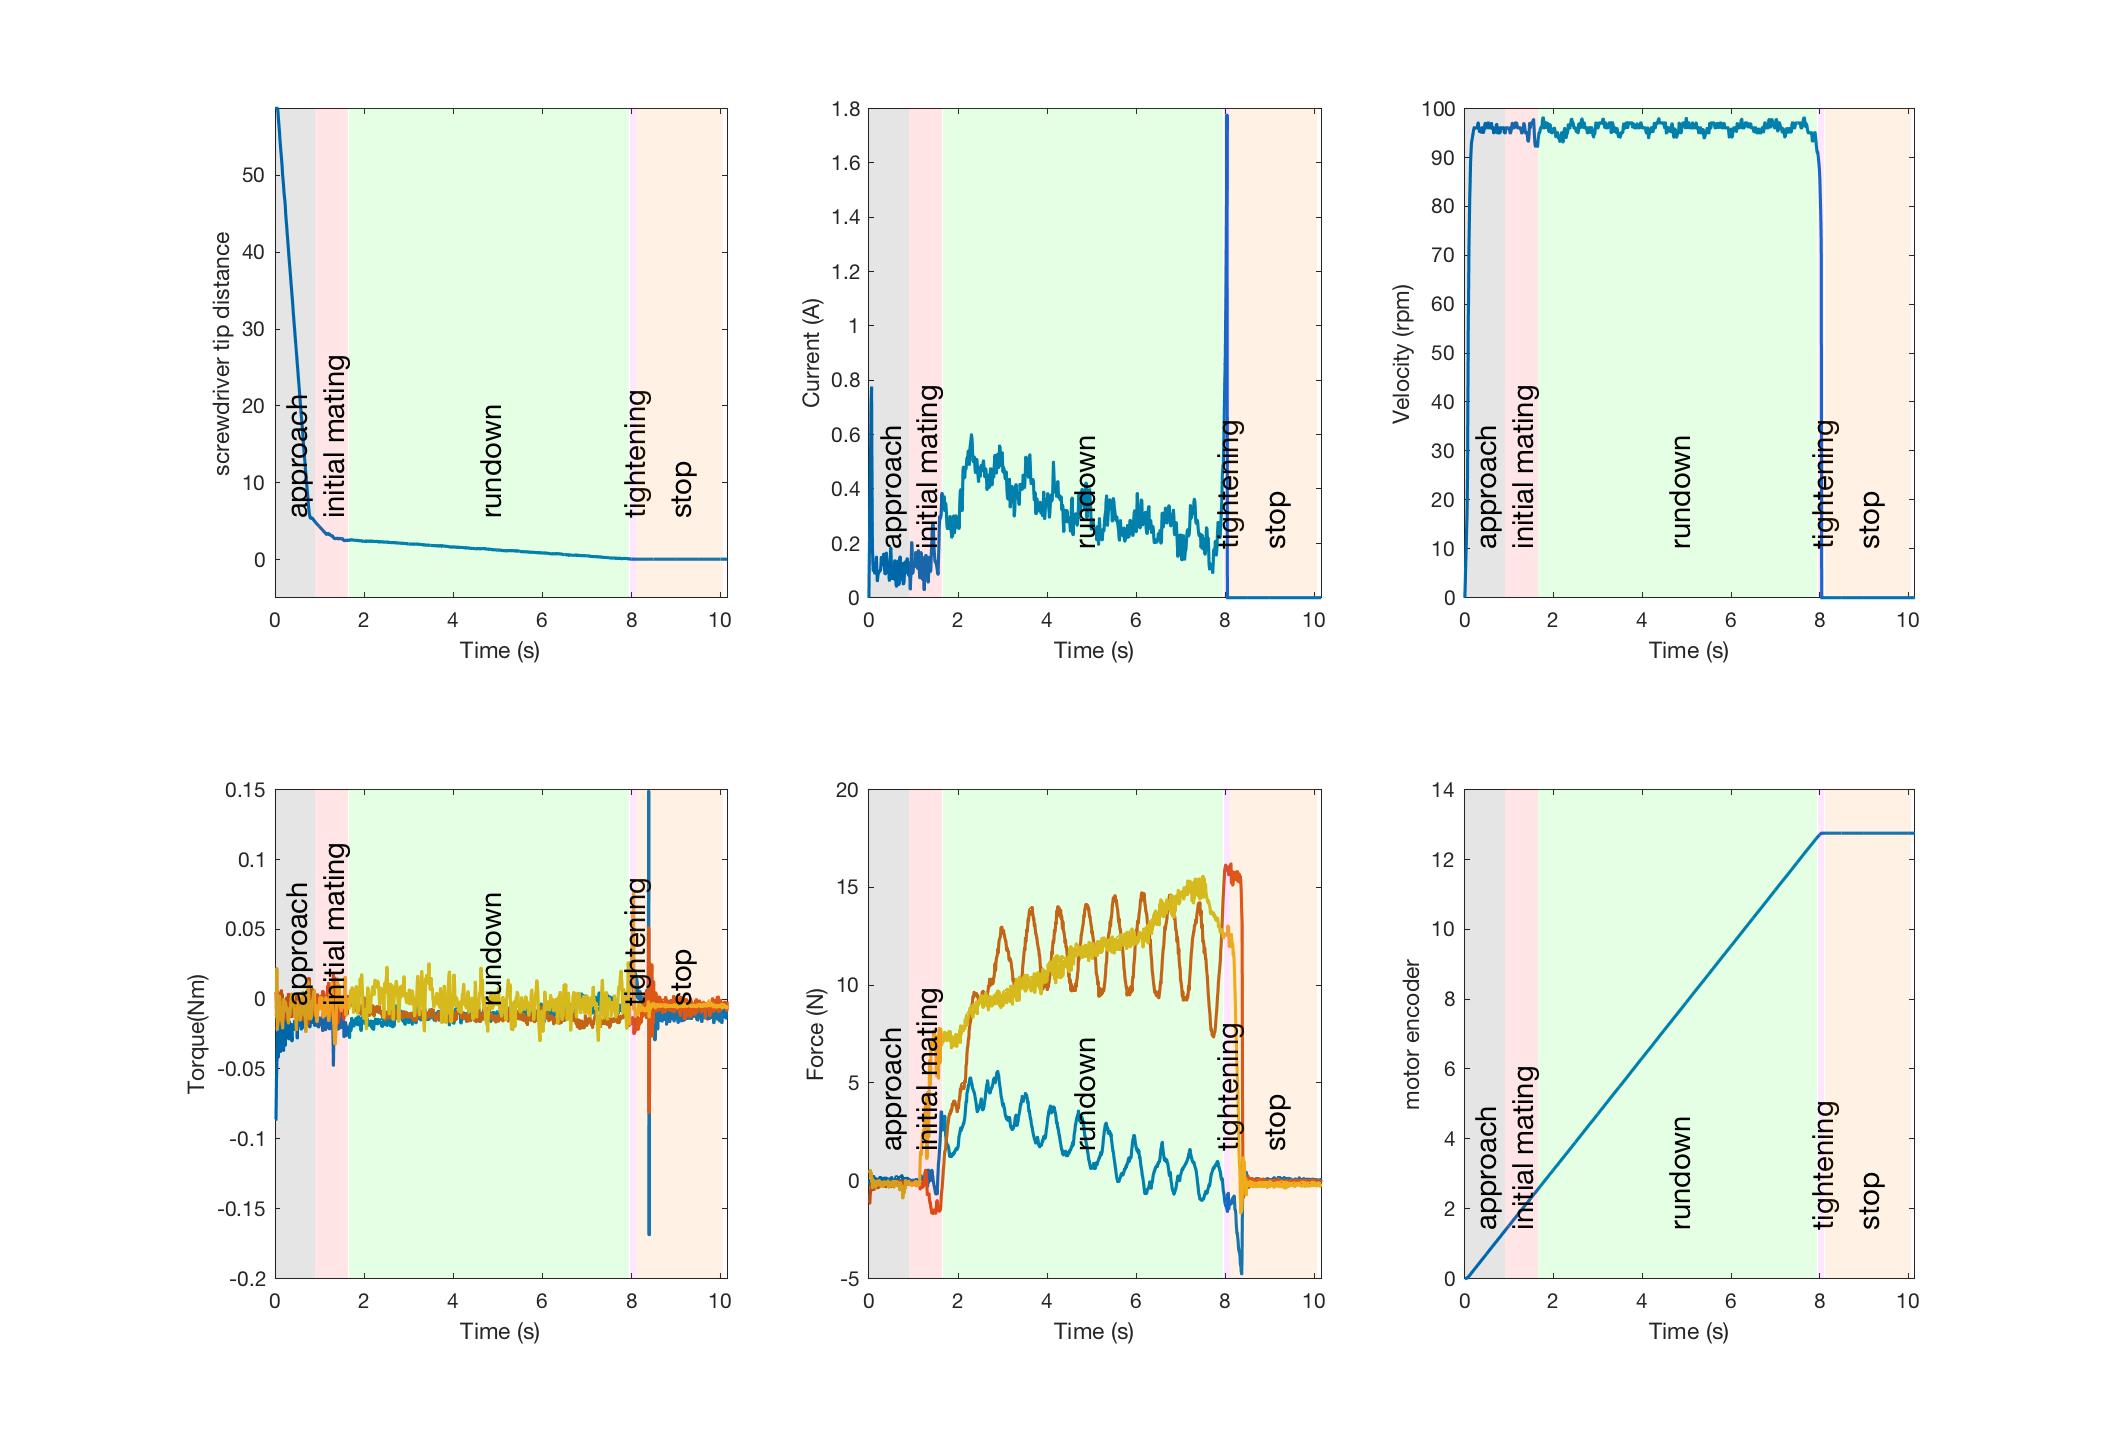 screwdriver tip distance
50
40
30
20
10
0
approach
initial mating
rundown
tightening
stop
0 2 4 6 8 10
Time (s)
Current (A)
1.8
1.6
1.4
1.2
1
0.8
0.6
0.4
0.2
0
approach
initial mating
rundown
tightening
stop
0 2 4 6 8 10
Time (s)
Velocity (rpm)
100
90
80
70
60
50
40
30
20
10
0
approach
initial mating
rundown
tightening
stop
0 2 4 6 8 10
Time (s)
Torque(Nm)
0.15
0.1
0.05
0
-0.05
-0.1
-0.15
-0.2
approach
initial mating
rundown
tightening
stop
0 2 4 6 8 10
Time (s)
Force (N)
20
15
10
5
0
-5
approach
initial mating
rundown
tightening
stop
0 2 4 6 8 10
Time (s)
motor encoder
14
12
10
8
6
4
2
0
approach
initial mating
rundown
tightening
stop
0 2 4 6 8 10
Time (s)